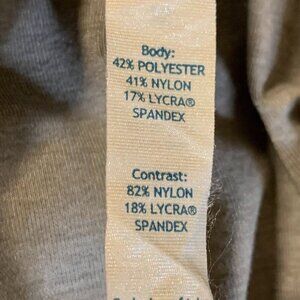 Body:
42% POLYESTER
41% NYLON
17% LYCRA®
SPANDEX
Contrast:
82% NYLON
18% LYCRA®
SPANDEX